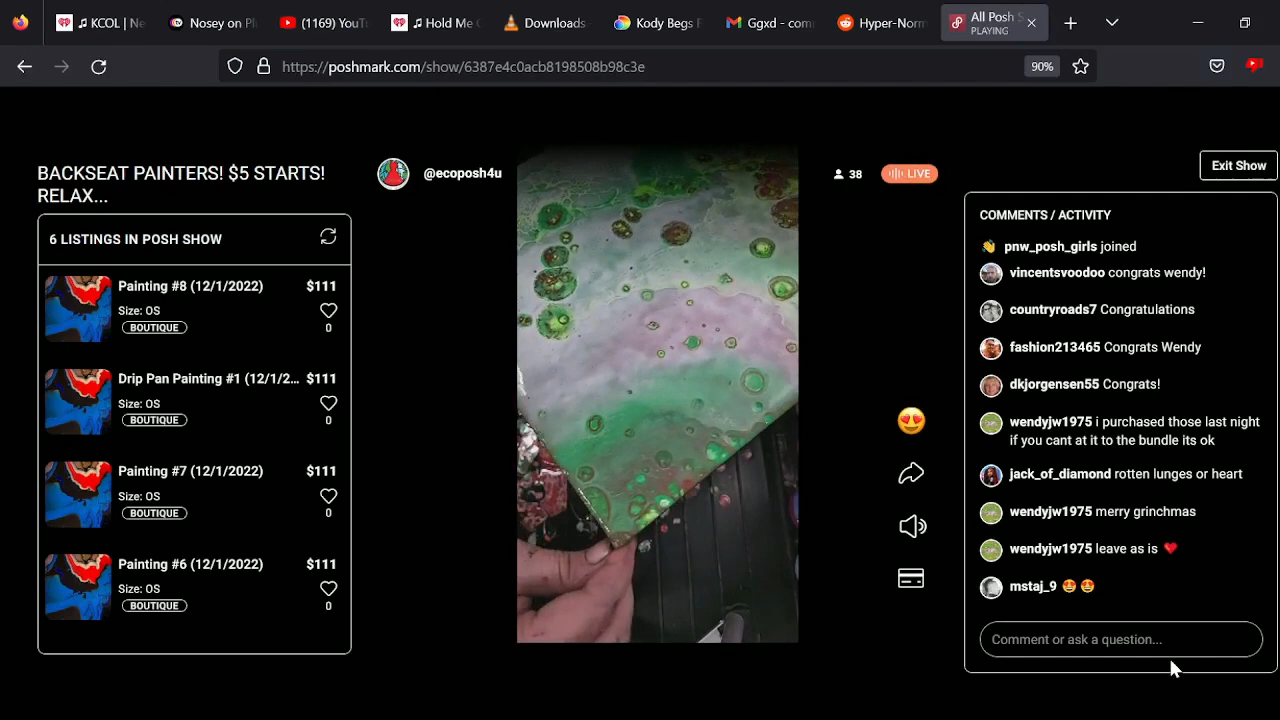 ♫ KCOL | Ne
Nosey on Pl
(1169) YouT
♫ Hold Me C
Downloads
Kody Begs F
Ggxd - com
Hyper-Norm
All Posh S
PLAYING
https://poshmark.com/show/6387e4c0acb8198508b98c3e
90%
BACKSEAT PAINTERS! $5 STARTS!
RELAX...
6 LISTINGS IN POSH SHOW
Painting #8 (12/1/2022) $111
Size: OS
BOUTIQUE
0
Drip Pan Painting #1 (12/1/2... $111
Size: OS
BOUTIQUE
0
Painting #7 (12/1/2022) $111
Size: OS
BOUTIQUE
0
Painting #6 (12/1/2022) $111
Size: OS
BOUTIQUE
0
@ecoposh4u
38
LIVE
Exit Show
COMMENTS / ACTIVITY
👋 pnw_posh_girls joined
vincentsvoodoo congrats wendy!
countryroads7 Congratulations
fashion213465 Congrats Wendy
dkjorgensen55 Congrats!
wendyjw1975 i purchased those last night
if you cant at it to the bundle its ok
jack_of_diamond rotten lunges or heart
wendyjw1975 merry grinchmas
wendyjw1975 leave as is ❤️
mstaj_9 😍 😍
Comment or ask a question...